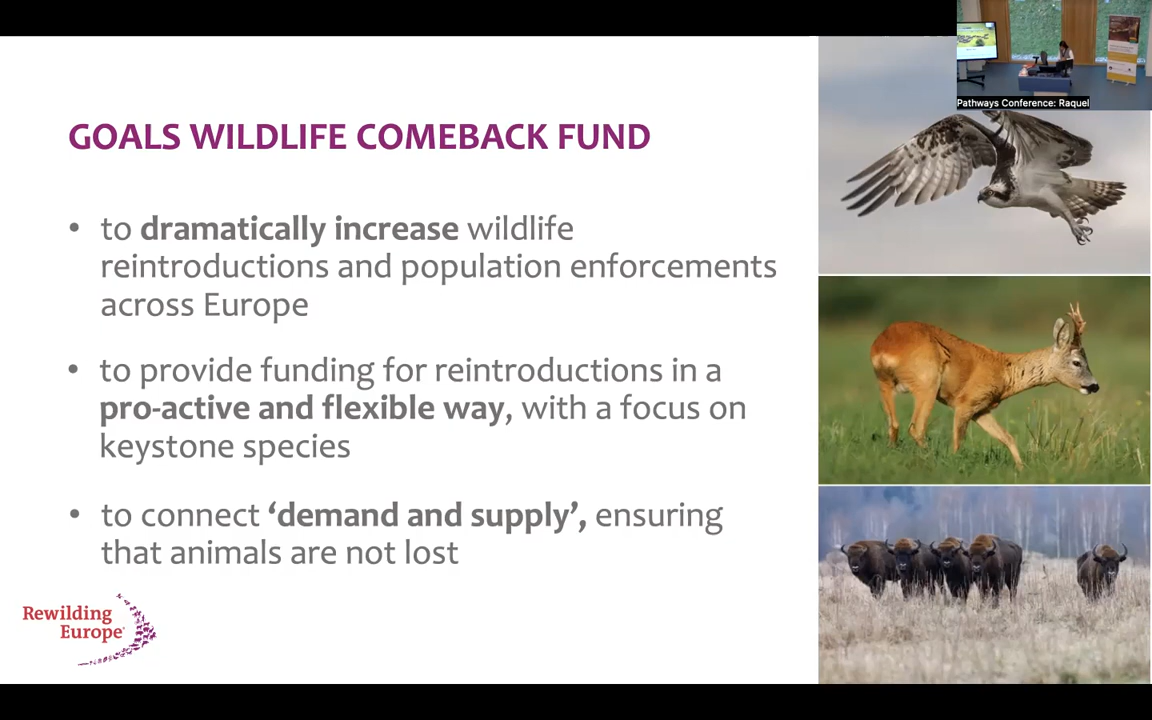 Pathways Conference: Raquel
GOALS WILDLIFE COMEBACK FUND
• to dramatically increase wildlife
reintroductions and population enforcements
across Europe
• to provide funding for reintroductions in a
pro-active and flexible way, with a focus on
keystone species
• to connect ‘demand and supply’, ensuring
that animals are not lost
Rewilding
Europe®